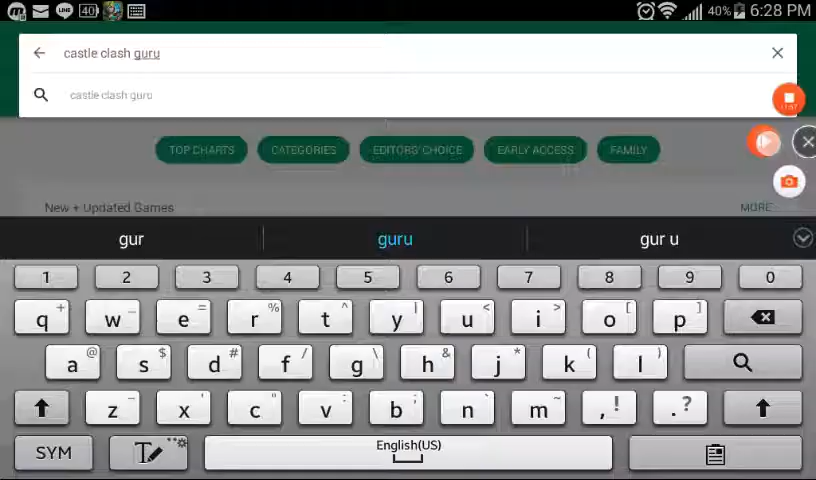 40 40% 6:28 PM
castle clash guru
castle clash guru
TOP CHARTS CATEGORIES EDITORS' CHOICE EARLY ACCESS FAMILY
New + Updated Games MORE
gur guru gur u
1 2 3 4 5 6 7 8 9 0
q + w _ e = r % t ^ y | u < i > o [ p ]
a @ s $ d # f / g \ h & j * k ( l )
z - x ' c " v : b ; n , m ~ , ! . ?
SYM T English(US)